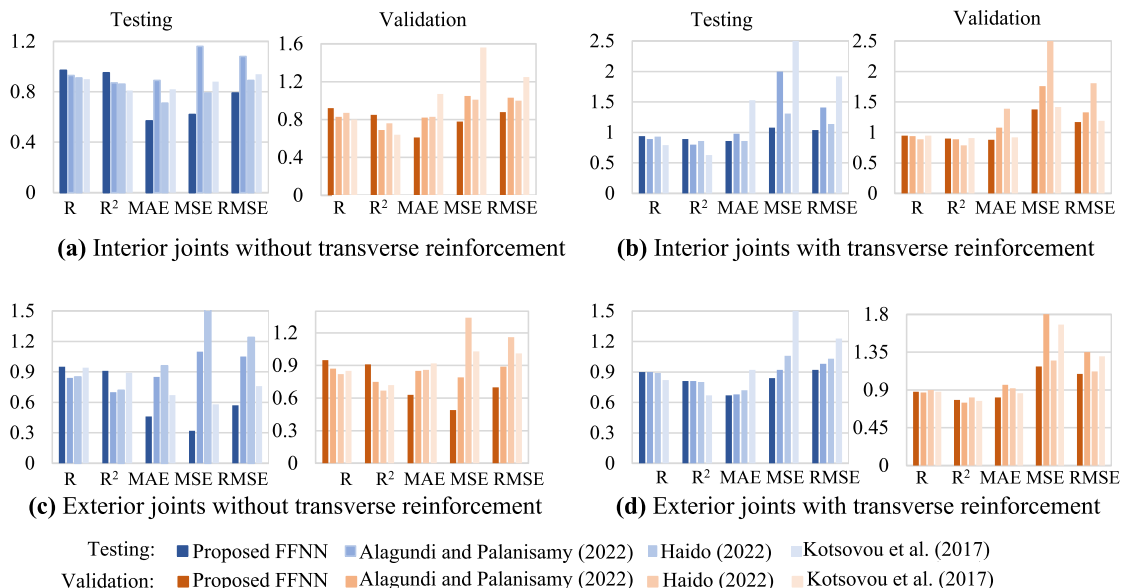 Testing
Validation
1.2
0.8
0.4
0
R R² MAE MSE RMSE
1.6
1.2
0.8
0.4
0
R R² MAE MSE RMSE
(a) Interior joints without transverse reinforcement
Testing
Validation
2.5
2
1.5
1
0.5
0
R R² MAE MSE RMSE
2.5
2
1.5
1
0.5
0
R R² MAE MSE RMSE
(b) Interior joints with transverse reinforcement
1.5
1.2
0.9
0.6
0.3
0
R R² MAE MSE RMSE
1.2
0.9
0.6
0.3
0
R R² MAE MSE RMSE
(c) Exterior joints without transverse reinforcement
1.5
1.2
0.9
0.6
0.3
0
R R² MAE MSE RMSE
1.8
1.35
0.9
0.45
0
R R² MAE MSE RMSE
(d) Exterior joints with transverse reinforcement
Testing: Proposed FFNN Alagundi and Palanisamy (2022) Haido (2022) Kotsovou et al. (2017)
Validation: Proposed FFNN Alagundi and Palanisamy (2022) Haido (2022) Kotsovou et al. (2017)